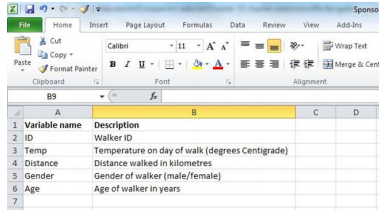 Sponso
File Home Insert Page Layout Formulas Data Review View Add-Ins
Cut
Copy
Format Painter
Paste
Clipboard
Calibri 11 A A
B I U A
Font
Alignment
Wrap Text
Merge & Cent
B9 fx
A B C D
1 Variable name Description
2 ID Walker ID
3 Temp Temperature on day of walk (degrees Centigrade)
4 Distance Distance walked in kilometres
5 Gender Gender of walker (male/female)
6 Age Age of walker in years
7